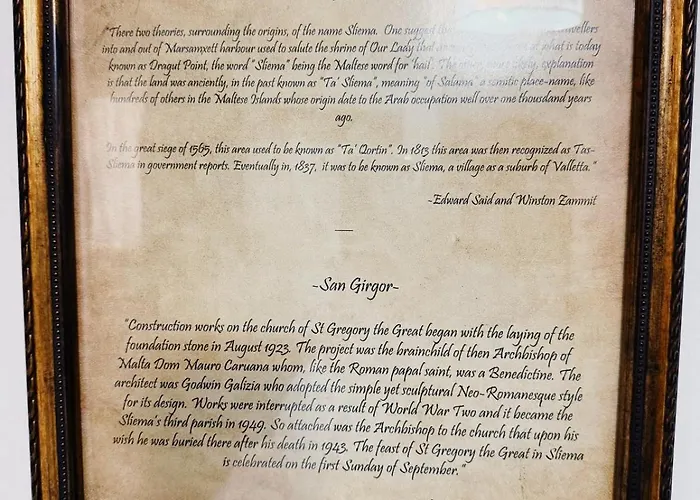 "There two theories, surrounding the origins, of the name Sliema. One suggest
into and out of Marsamxett harbour used to salute the shrine of Our Lady that at what is today
known as Dragut Point, the word "Sliema" being the Maltese word for 'hail'. The explanation
is that the land was anciently, in the past known as "Ta' Sliema", meaning "of Salama" a semitic place-name, like
hundreds of others in the Maltese Islands whose origin date to the Arab occupation well over one thousdand years
ago.
In the great siege of 1565, this area used to be known as "Ta' Qortin". In 1813 this area was then recognized as Tas-
Sliema in government reports. Eventually in, 1837, it was to be known as Sliema, a village as a suburb of Valletta."
-Edward Said and Winston Zammit
-San Girgor-
"Construction works on the church of St Gregory the Great began with the laying of the
foundation stone in August 1923. The project was the brainchild of then Archbishop of
Malta Dom Mauro Caruana whom, like the Roman papal saint, was a Benedictine. The
architect was Godwin Galizia who adopted the simple yet sculptural Neo-Romanesque style
for its design. Works were interrupted as a result of World War Two and it became the
Sliema's third parish in 1949. So attached was the Archbishop to the church that upon his
wish he was buried there after his death in 1943. The feast of St Gregory the Great in Sliema
is celebrated on the first Sunday of September."